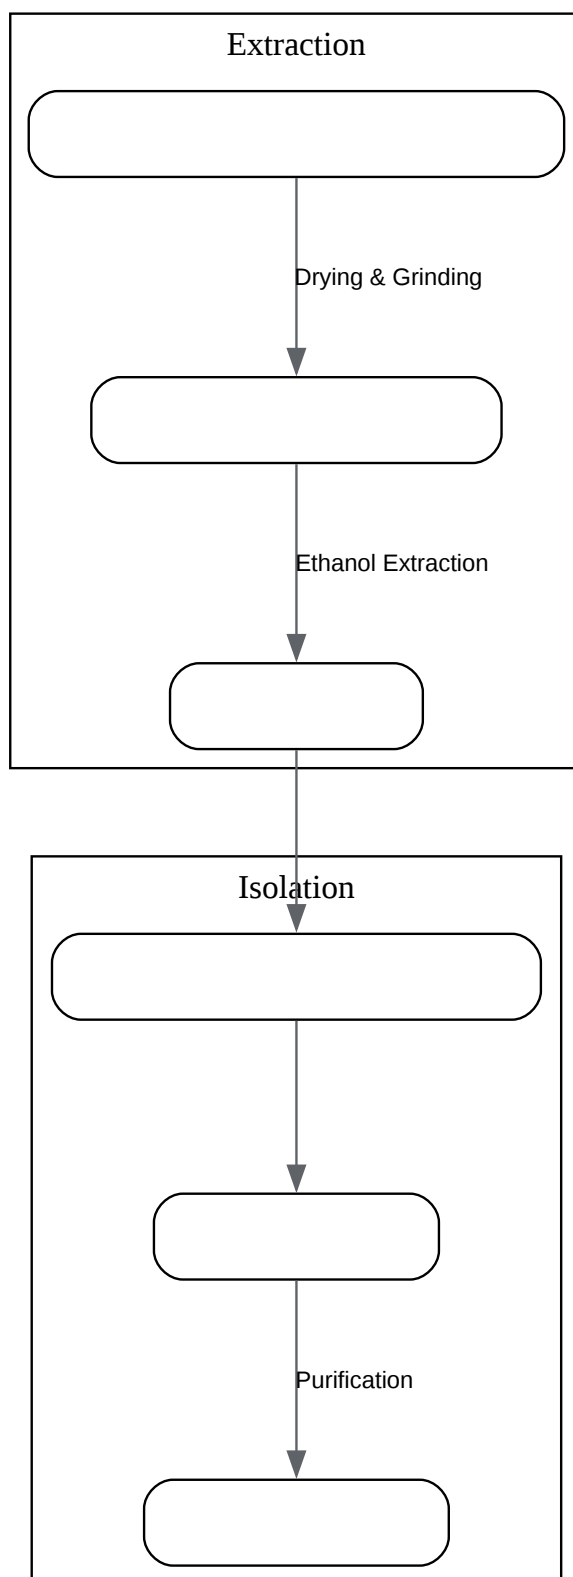 Extraction
Drying & Grinding
Ethanol Extraction
Isolation
Purification